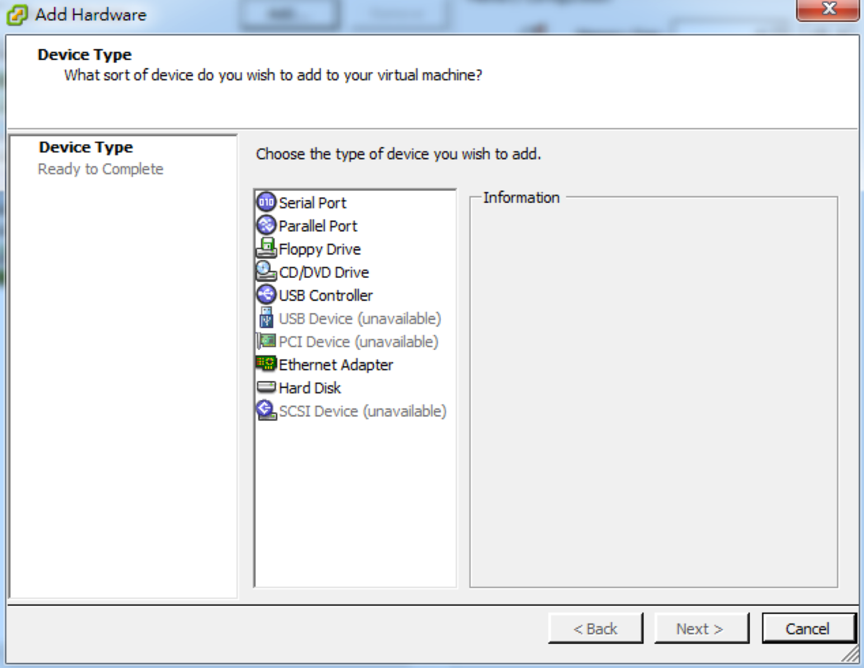 Add Hardware
Device Type
What sort of device do you wish to add to your virtual machine?
Device Type
Ready to Complete
Choose the type of device you wish to add.
Serial Port
Parallel Port
Floppy Drive
CD/DVD Drive
USB Controller
USB Device (unavailable)
PCI Device (unavailable)
Ethernet Adapter
Hard Disk
SCSI Device (unavailable)
Information
< Back
Next >
Cancel